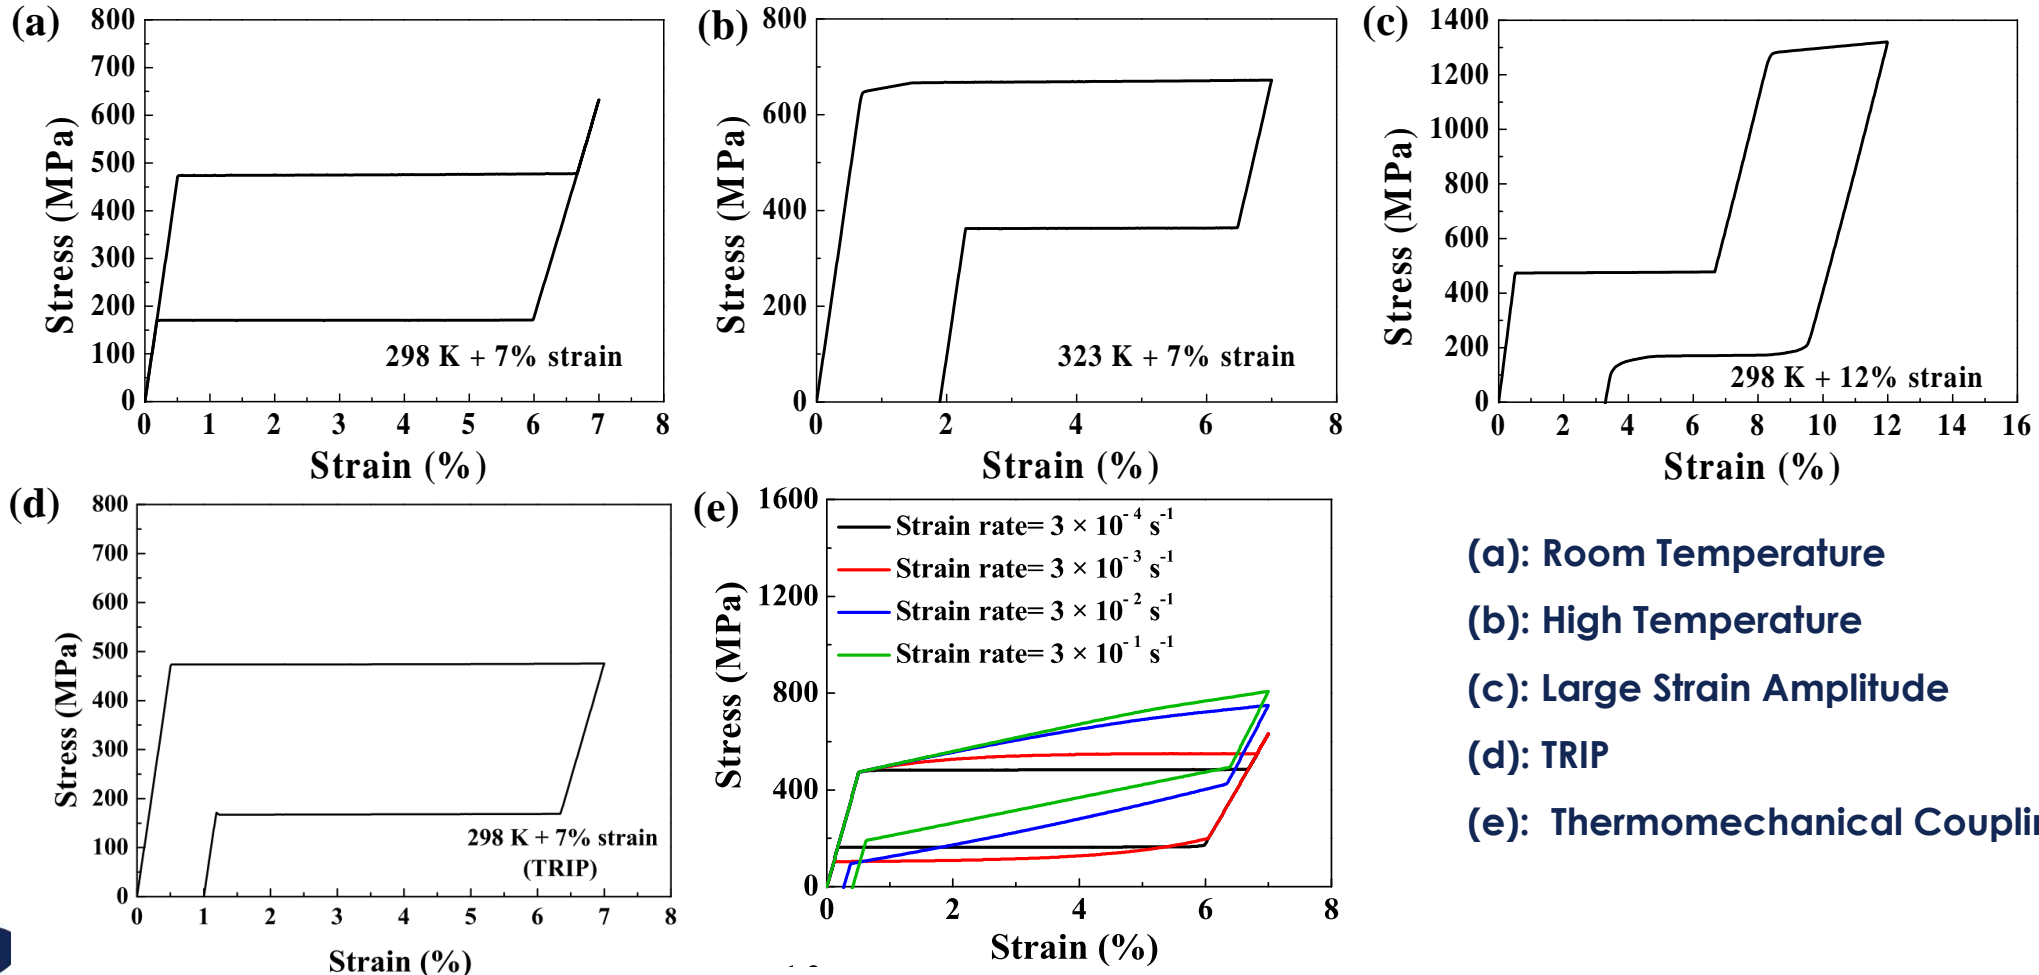 (a)
800
700
600
500
400
300
200
100
0
0 1 2 3 4 5 6 7 8
Stress (MPa)
Strain (%)
298 K + 7% strain
(b)
800
600
400
200
0
0 2 4 6 8
Stress (MPa)
Strain (%)
323 K + 7% strain
(c)
1400
1200
1000
800
600
400
200
0
0 2 4 6 8 10 12 14 16
Stress (MPa)
Strain (%)
298 K + 12% strain
(d)
800
700
600
500
400
300
200
100
0
0 1 2 3 4 5 6 7 8
Stress (MPa)
Strain (%)
298 K + 7% strain
(TRIP)
(e)
1600
1200
800
400
0
0 2 4 6 8
Stress (MPa)
Strain (%)
Strain rate= 3 × 10⁻⁴ s⁻¹
Strain rate= 3 × 10⁻³ s⁻¹
Strain rate= 3 × 10⁻² s⁻¹
Strain rate= 3 × 10⁻¹ s⁻¹
(a): Room Temperature
(b): High Temperature
(c): Large Strain Amplitude
(d): TRIP
(e): Thermomechanical Couplin